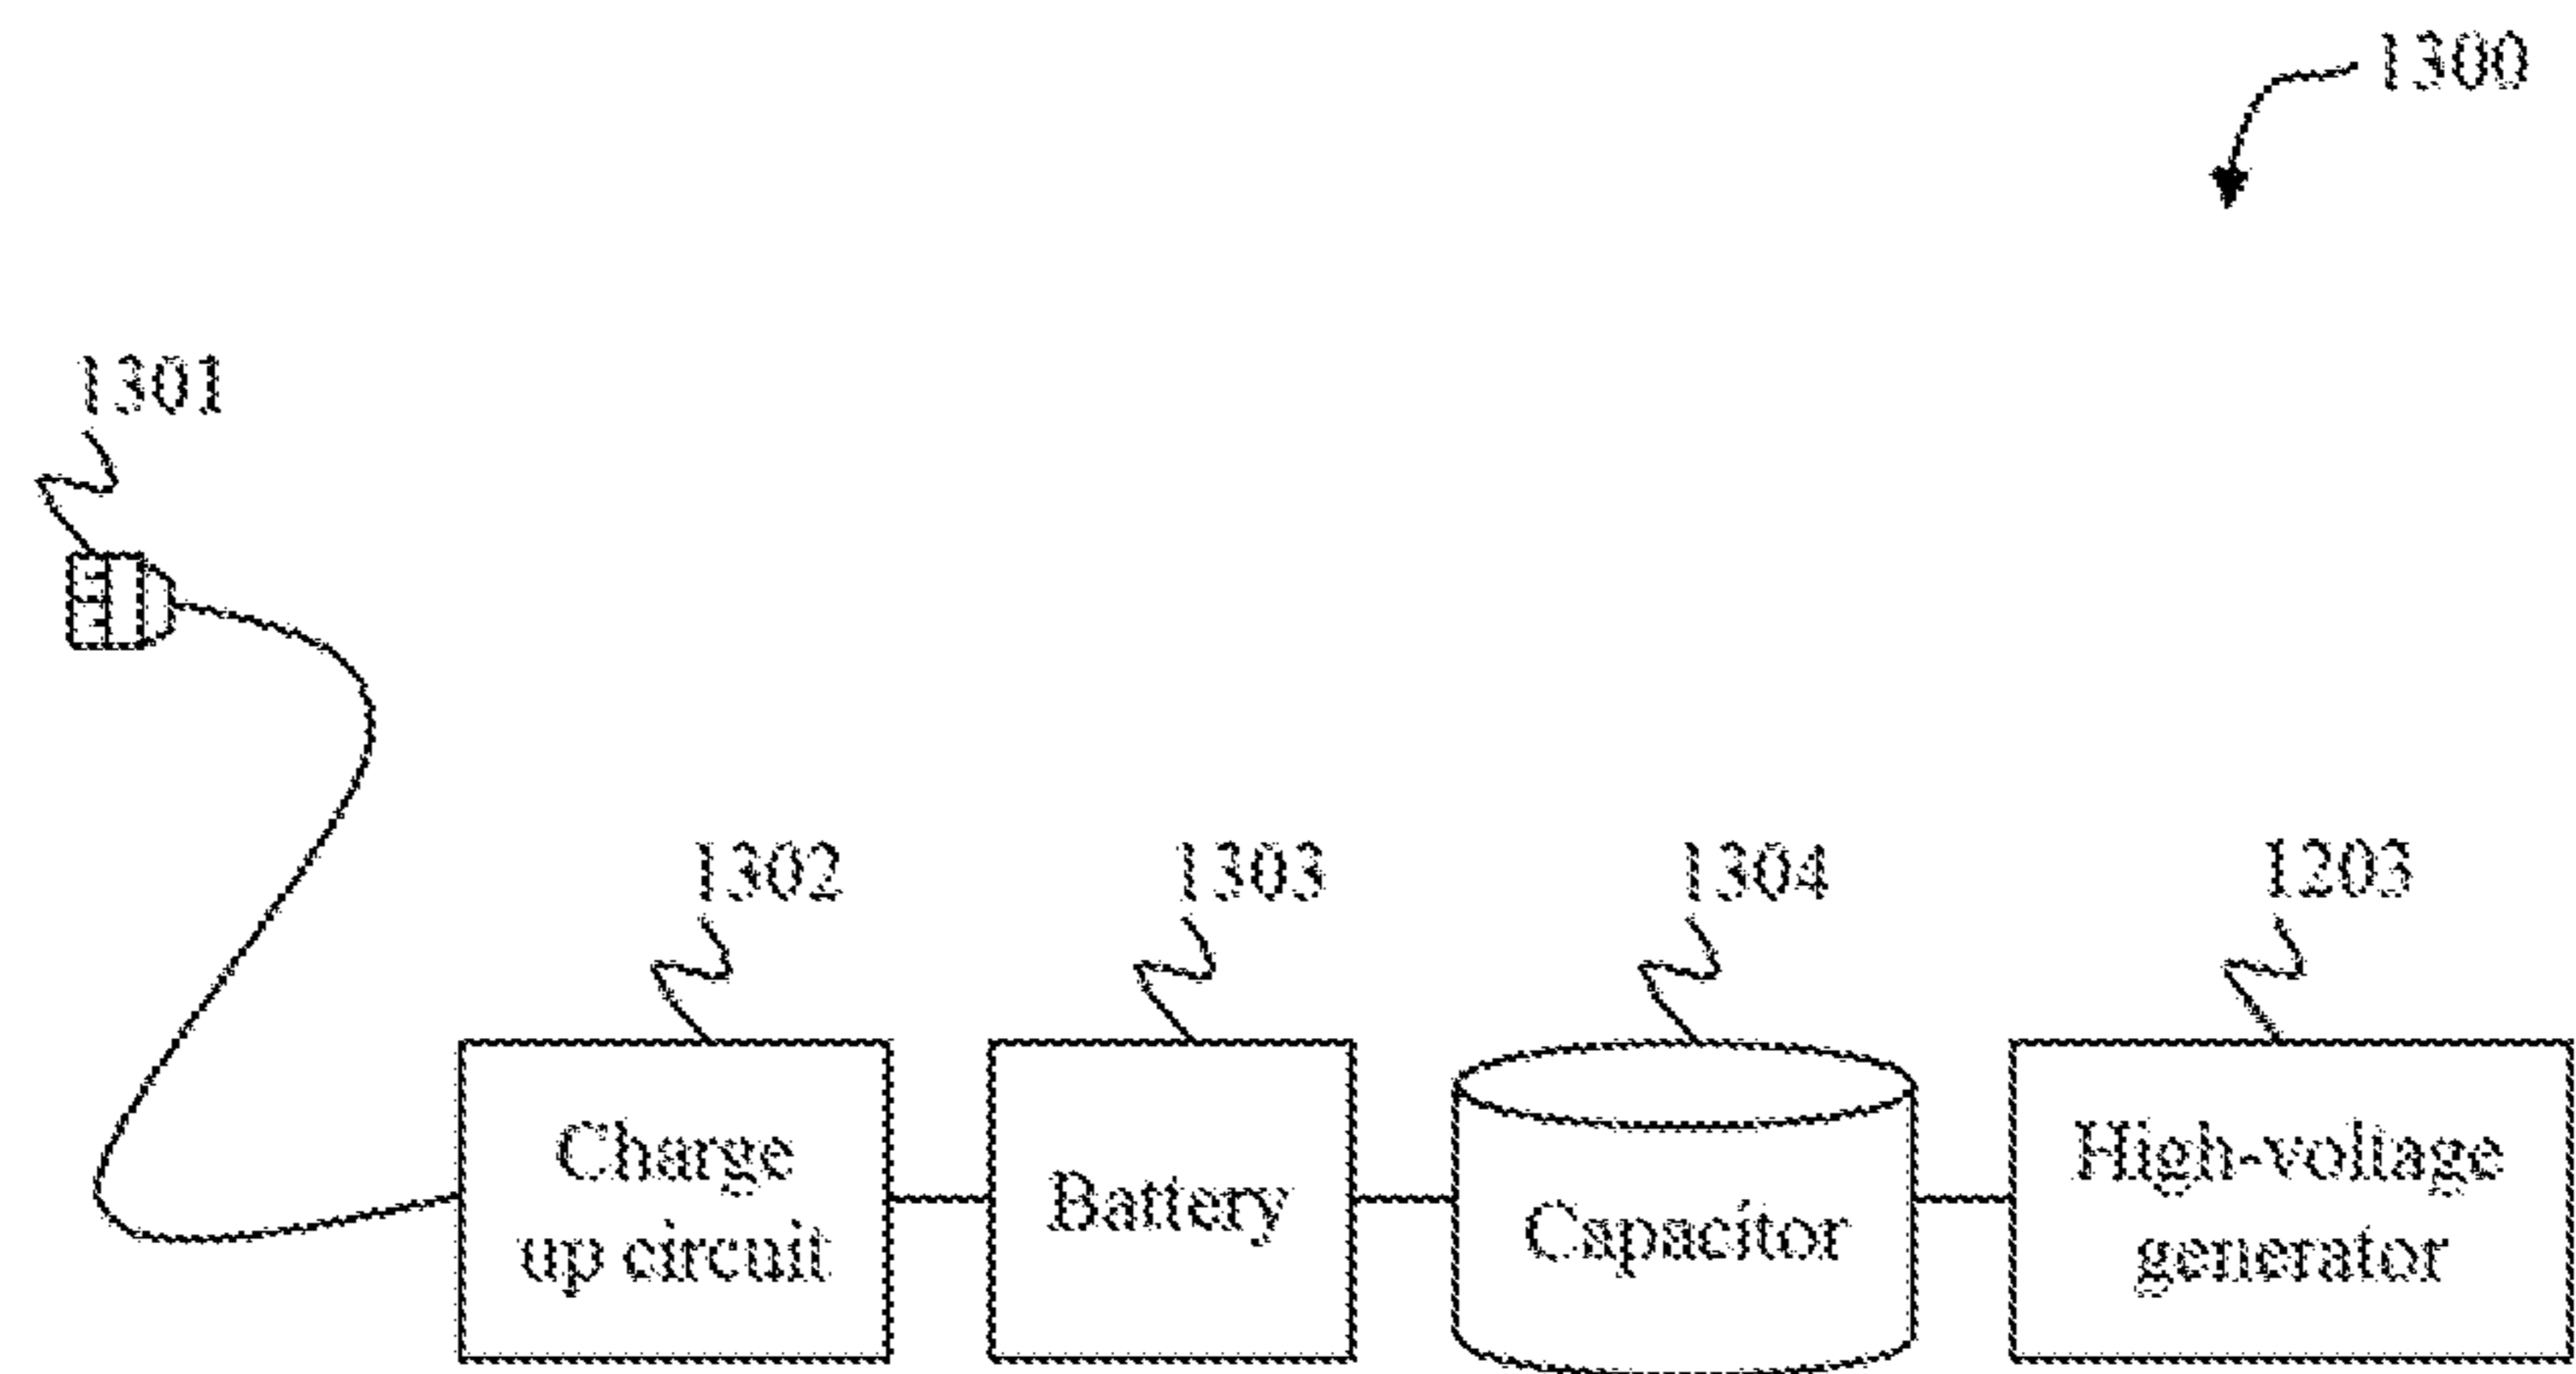 1300
1301
1302
1303
1304
1203
Charge
up circuit
Battery
Capacitor
High-voltage
generator